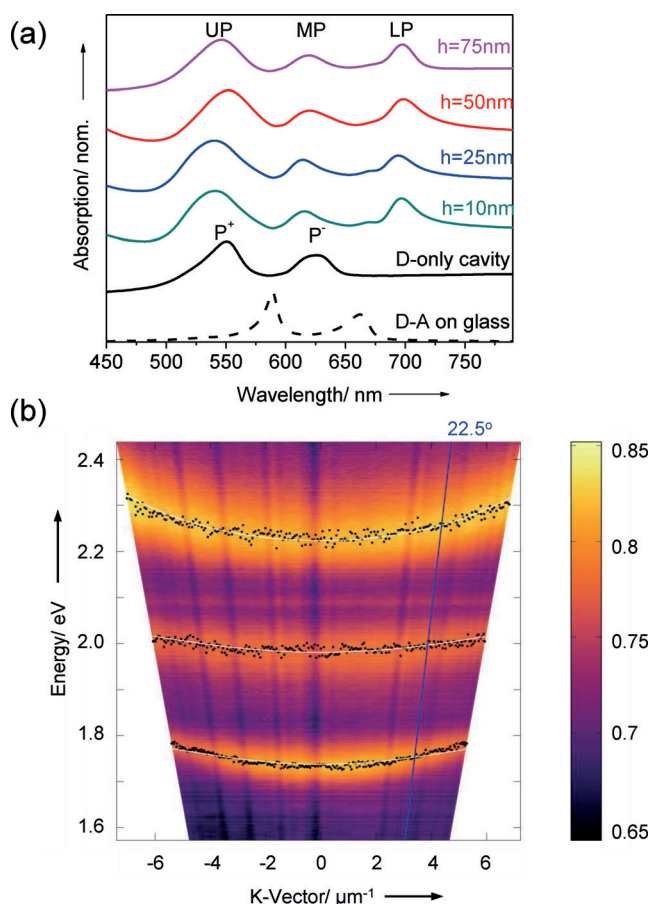 (a)
UP MP LP
h=75nm
h=50nm
h=25nm
h=10nm
P+ P-
D-only cavity
D-A on glass
Absorption/ nom.
450 500 550 600 650 700 750
Wavelength/ nm
(b)
22.5°
2.4
2.2
2.0
1.8
1.6
Energy/ eV
-6 -4 -2 0 2 4 6
K-Vector/ μm-1
0.85
0.8
0.75
0.7
0.65